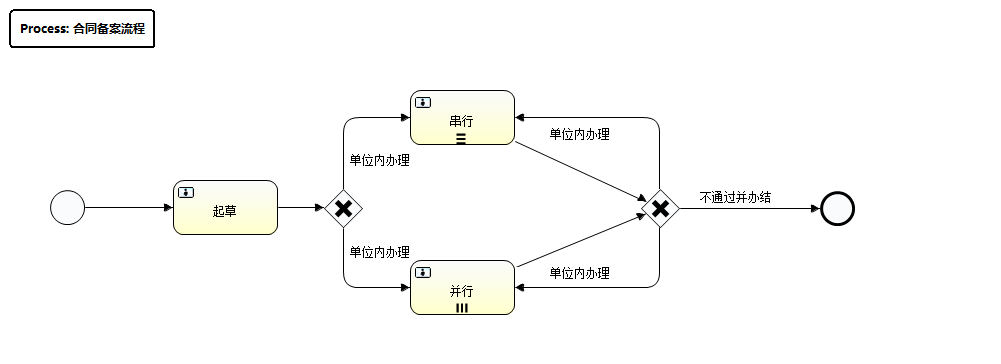 Process: 合同备案流程
串行
单位内办理
单位内办理
不通过并办结
起草
单位内办理
单位内办理
并行